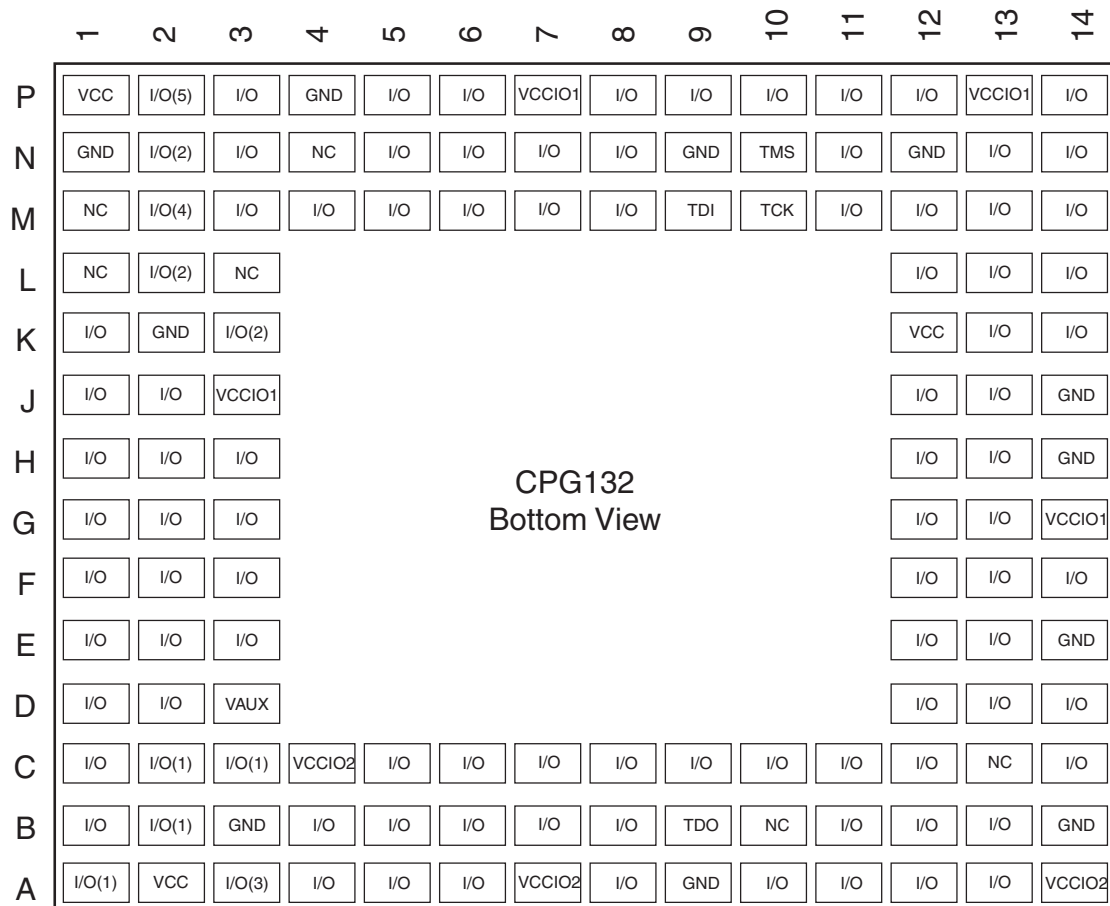 1 2 3 4 5 6 7 8 9 10 11 12 13 14
P VCC I/O(5) I/O GND I/O I/O VCCIO1 I/O I/O I/O I/O I/O VCCIO1 I/O
N GND I/O(2) I/O NC I/O I/O I/O I/O GND TMS I/O GND I/O I/O
M NC I/O(4) I/O I/O I/O I/O I/O I/O TDI TCK I/O I/O I/O I/O
L NC I/O(2) NC I/O I/O I/O
K I/O GND I/O(2) VCC I/O I/O
J I/O I/O VCCIO1 I/O I/O GND
H I/O I/O I/O I/O I/O GND
CPG132
Bottom View
G I/O I/O I/O I/O I/O VCCIO1
F I/O I/O I/O I/O I/O I/O
E I/O I/O I/O I/O I/O GND
D I/O I/O VAUX I/O I/O I/O
C I/O I/O(1) I/O(1) VCCIO2 I/O I/O I/O I/O I/O I/O I/O I/O NC I/O
B I/O I/O(1) GND I/O I/O I/O I/O I/O TDO NC I/O I/O I/O GND
A I/O(1) VCC I/O(3) I/O I/O I/O VCCIO2 I/O GND I/O I/O I/O I/O VCCIO2